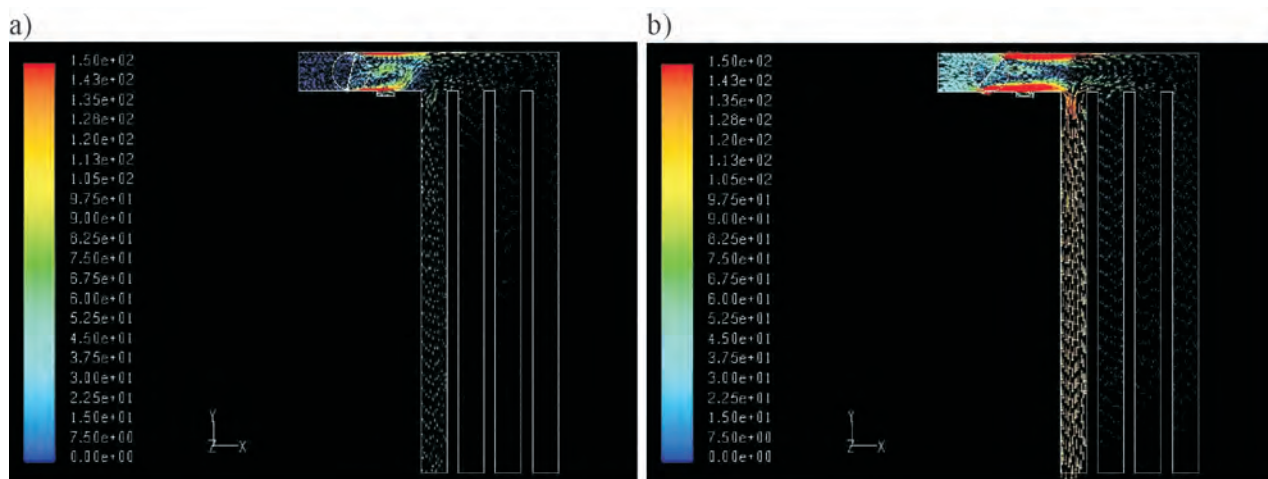 a)
1.50e+02
1.43e+02
1.35e+02
1.28e+02
1.20e+02
1.13e+02
1.05e+02
9.75e+01
9.00e+01
8.25e+01
7.50e+01
6.75e+01
6.00e+01
5.25e+01
4.50e+01
3.75e+01
3.00e+01
2.25e+01
1.50e+01
7.50e+00
0.00e+00
Y
Z X
b)
1.50e+02
1.43e+02
1.35e+02
1.28e+02
1.20e+02
1.13e+02
1.05e+02
9.75e+01
9.00e+01
8.25e+01
7.50e+01
6.75e+01
6.00e+01
5.25e+01
4.50e+01
3.75e+01
3.00e+01
2.25e+01
1.50e+01
7.50e+00
0.00e+00
Y
Z X